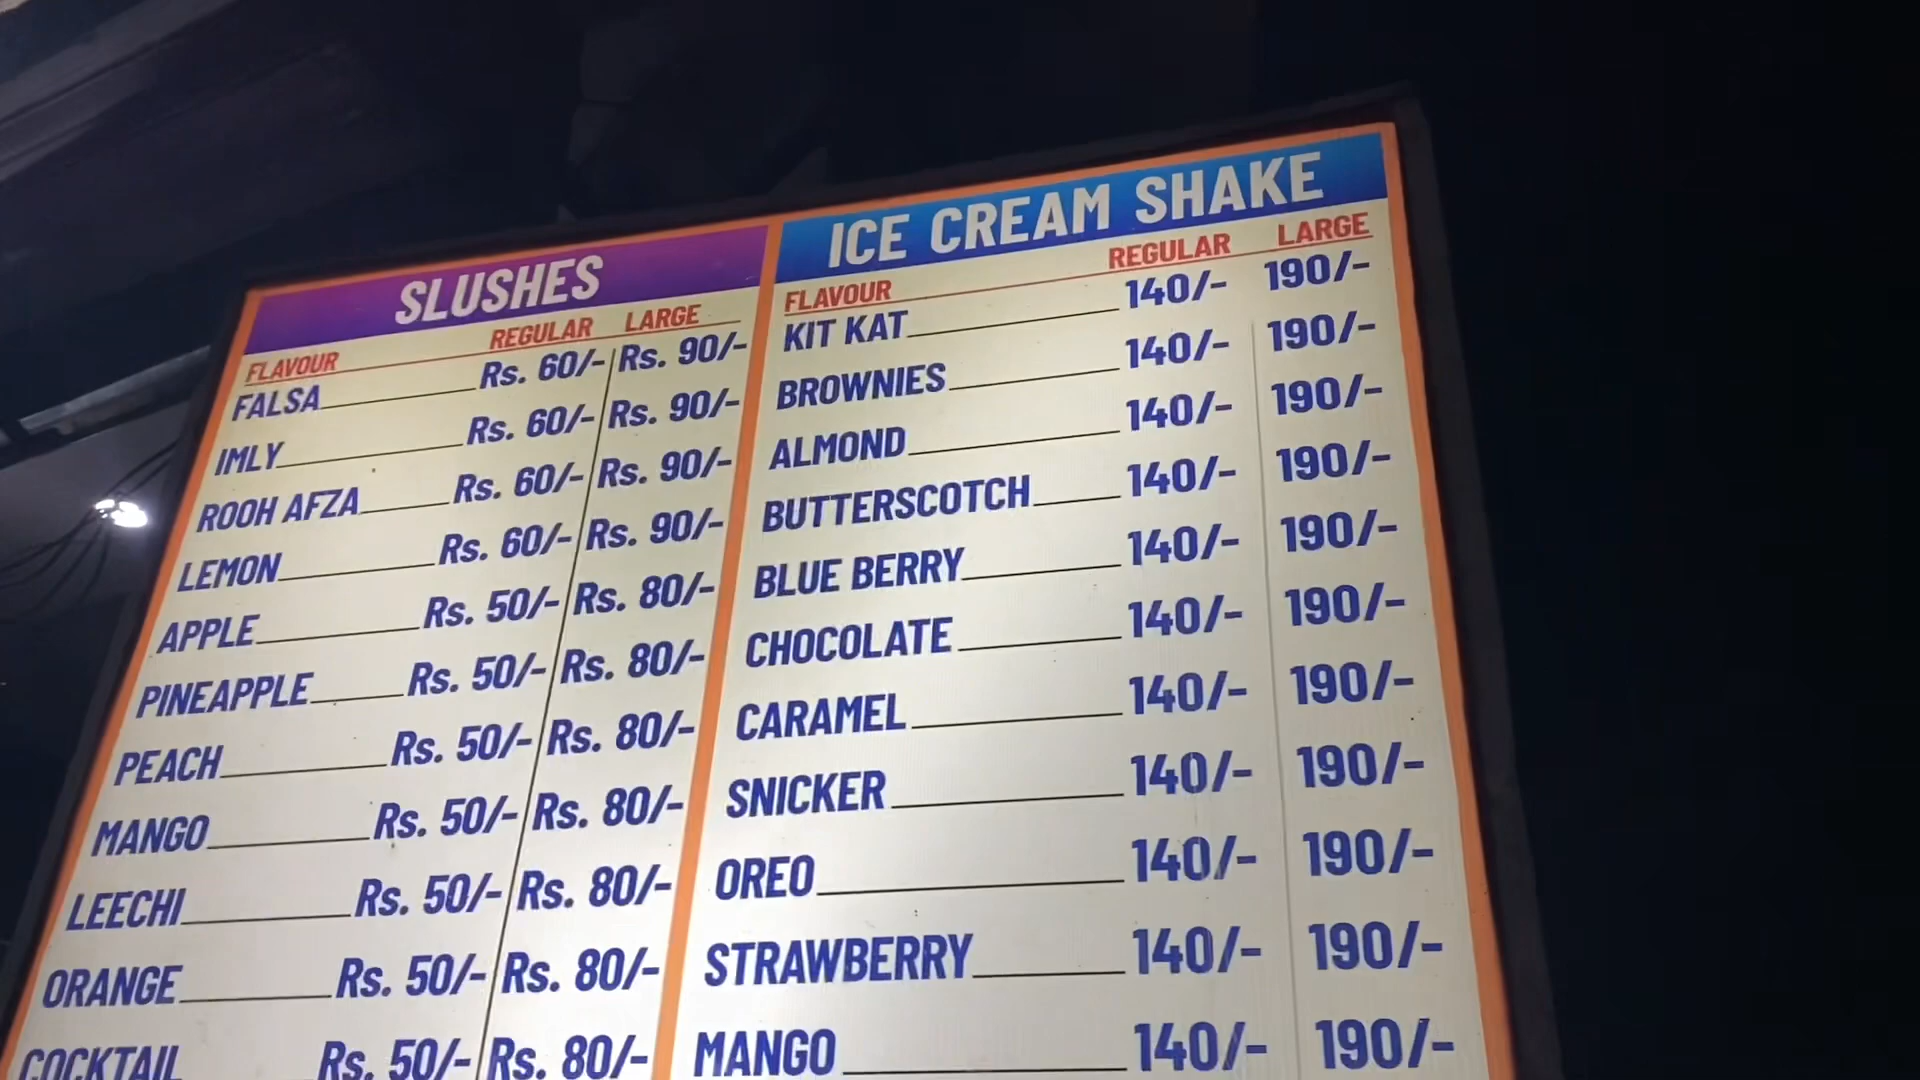 SLUSHES
FLAVOUR REGULAR LARGE
FALSA Rs. 60/- Rs. 90/-
IMLY Rs. 60/- Rs. 90/-
ROOH AFZA Rs. 60/- Rs. 90/-
LEMON Rs. 60/- Rs. 90/-
APPLE Rs. 50/- Rs. 80/-
PINEAPPLE Rs. 50/- Rs. 80/-
PEACH Rs. 50/- Rs. 80/-
MANGO Rs. 50/- Rs. 80/-
LEECHI Rs. 50/- Rs. 80/-
ORANGE Rs. 50/- Rs. 80/-
COCKTAIL Rs. 50/- Rs. 80/-
ICE CREAM SHAKE
FLAVOUR REGULAR LARGE
KIT KAT 140/- 190/-
BROWNIES 140/- 190/-
ALMOND 140/- 190/-
BUTTERSCOTCH 140/- 190/-
BLUE BERRY 140/- 190/-
CHOCOLATE 140/- 190/-
CARAMEL 140/- 190/-
SNICKER 140/- 190/-
OREO 140/- 190/-
STRAWBERRY 140/- 190/-
MANGO 140/- 190/-